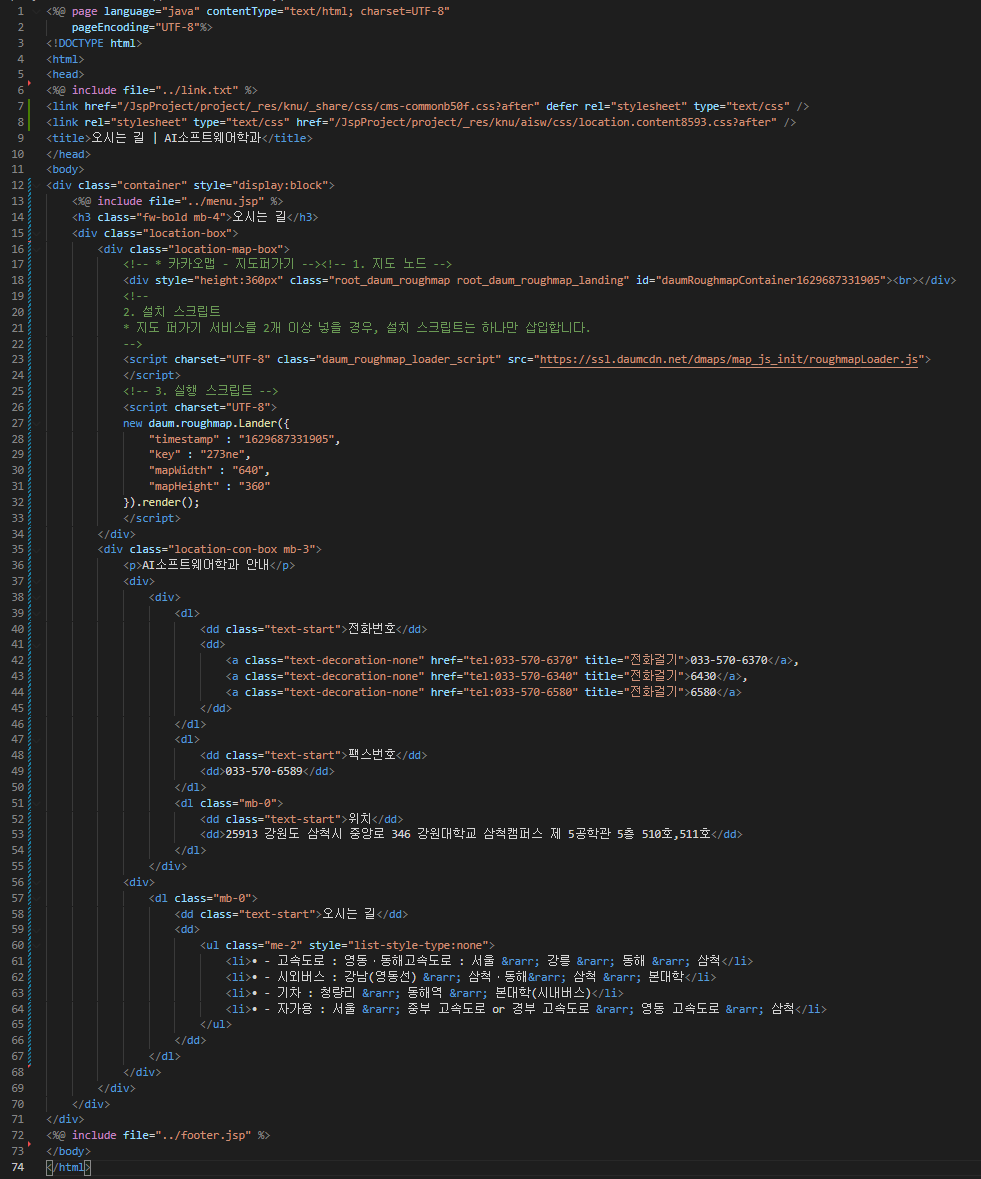 1 <%@ page language="java" contentType="text/html; charset=UTF-8"
2 pageEncoding="UTF-8"%>
3 <!DOCTYPE html>
4 <html>
5 <head>
6 <%@ include file="../link.txt" %>
7 <link href="/JspProject/project/_res/knu/_share/css/cms-commonb50f.css?after" defer rel="stylesheet" type="text/css" />
8 <link rel="stylesheet" type="text/css" href="/JspProject/project/_res/knu/aisw/css/location.content8593.css?after" />
9 <title>오시는 길 | AI소프트웨어학과</title>
10 </head>
11 <body>
12 <div class="container" style="display:block">
13 <%@ include file="../menu.jsp" %>
14 <h3 class="fw-bold mb-4">오시는 길</h3>
15 <div class="location-box">
16 <div class="location-map-box">
17 <!-- * 카카오맵 - 지도퍼가기 --><!-- 1. 지도 노드 -->
18 <div style="height:360px" class="root_daum_roughmap root_daum_roughmap_landing" id="daumRoughmapContainer1629687331905"><br></div>
19 <!--
20 2. 설치 스크립트
21 * 지도 퍼가기 서비스를 2개 이상 넣을 경우, 설치 스크립트는 하나만 삽입합니다.
22 -->
23 <script charset="UTF-8" class="daum_roughmap_loader_script" src="https://ssl.daumcdn.net/dmaps/map_js_init/roughmapLoader.js">
24 </script>
25 <!-- 3. 실행 스크립트 -->
26 <script charset="UTF-8">
27 new daum.roughmap.Lander({
28 "timestamp" : "1629687331905",
29 "key" : "273ne",
30 "mapWidth" : "640",
31 "mapHeight" : "360"
32 }).render();
33 </script>
34 </div>
35 <div class="location-con-box mb-3">
36 <p>AI소프트웨어학과 안내</p>
37 <div>
38 <div>
39 <dl>
40 <dd class="text-start">전화번호</dd>
41 <dd>
42 <a class="text-decoration-none" href="tel:033-570-6370" title="전화걸기">033-570-6370</a>,
43 <a class="text-decoration-none" href="tel:033-570-6340" title="전화걸기">6430</a>,
44 <a class="text-decoration-none" href="tel:033-570-6580" title="전화걸기">6580</a>
45 </dd>
46 </dl>
47 <dl>
48 <dd class="text-start">팩스번호</dd>
49 <dd>033-570-6589</dd>
50 </dl>
51 <dl class="mb-0">
52 <dd class="text-start">위치</dd>
53 <dd>25913 강원도 삼척시 중앙로 346 강원대학교 삼척캠퍼스 제 5공학관 5층 510호,511호</dd>
54 </dl>
55 </div>
56 <div>
57 <dl class="mb-0">
58 <dd class="text-start">오시는 길</dd>
59 <dd>
60 <ul class="me-2" style="list-style-type:none">
61 <li>• - 고속도로 : 영동·동해고속도로 : 서울 &rarr; 강릉 &rarr; 동해 &rarr; 삼척</li>
62 <li>• - 시외버스 : 강남(영동선) &rarr; 삼척·동해&rarr; 삼척 &rarr; 본대학</li>
63 <li>• - 기차 : 청량리 &rarr; 동해역 &rarr; 본대학(시내버스)</li>
64 <li>• - 자가용 : 서울 &rarr; 중부 고속도로 or 경부 고속도로 &rarr; 영동 고속도로 &rarr; 삼척</li>
65 </ul>
66 </dd>
67 </dl>
68 </div>
69 </div>
70 </div>
71 </div>
72 <%@ include file="../footer.jsp" %>
73 </body>
74 </html>